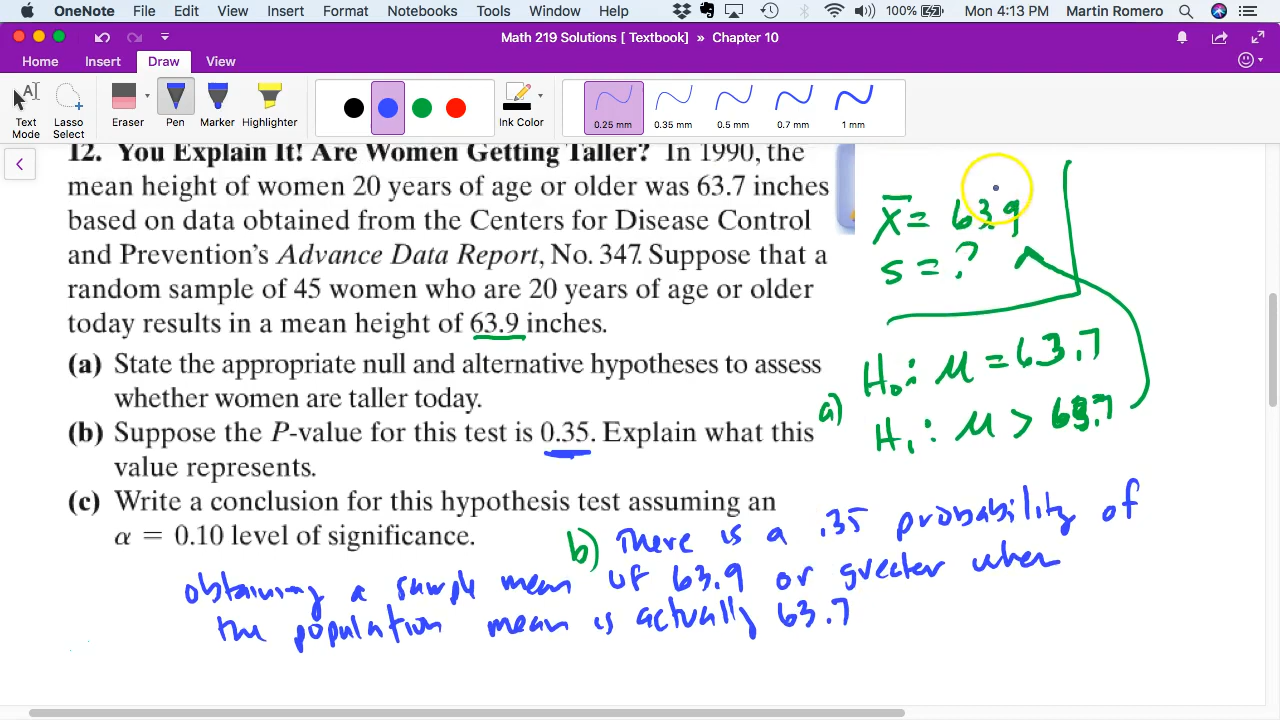 OneNote File Edit View Insert Format Notebooks Tools Window Help 100% Mon 4:13 PM Martin Romero
Math 219 Solutions [ Textbook] » Chapter 10
Home Insert Draw View
Text Mode
Lasso Select
Eraser
Pen
Marker
Highlighter
Ink Color
0.25 mm
0.35 mm
0.5 mm
0.7 mm
1 mm
12. You Explain It! Are Women Getting Taller? In 1990, the
mean height of women 20 years of age or older was 63.7 inches
based on data obtained from the Centers for Disease Control
and Prevention's Advance Data Report, No. 347. Suppose that a
random sample of 45 women who are 20 years of age or older
today results in a mean height of 63.9 inches.
(a) State the appropriate null and alternative hypotheses to assess
whether women are taller today.
(b) Suppose the P-value for this test is 0.35. Explain what this
value represents.
(c) Write a conclusion for this hypothesis test assuming an
α = 0.10 level of significance.
x̄ = 63.9
s = ?
H₀: μ = 63.7
a) H₁: μ > 63.7
b) There is a .35 probability of
obtaining a sample mean of 63.9 or greater when
the population mean is actually 63.7